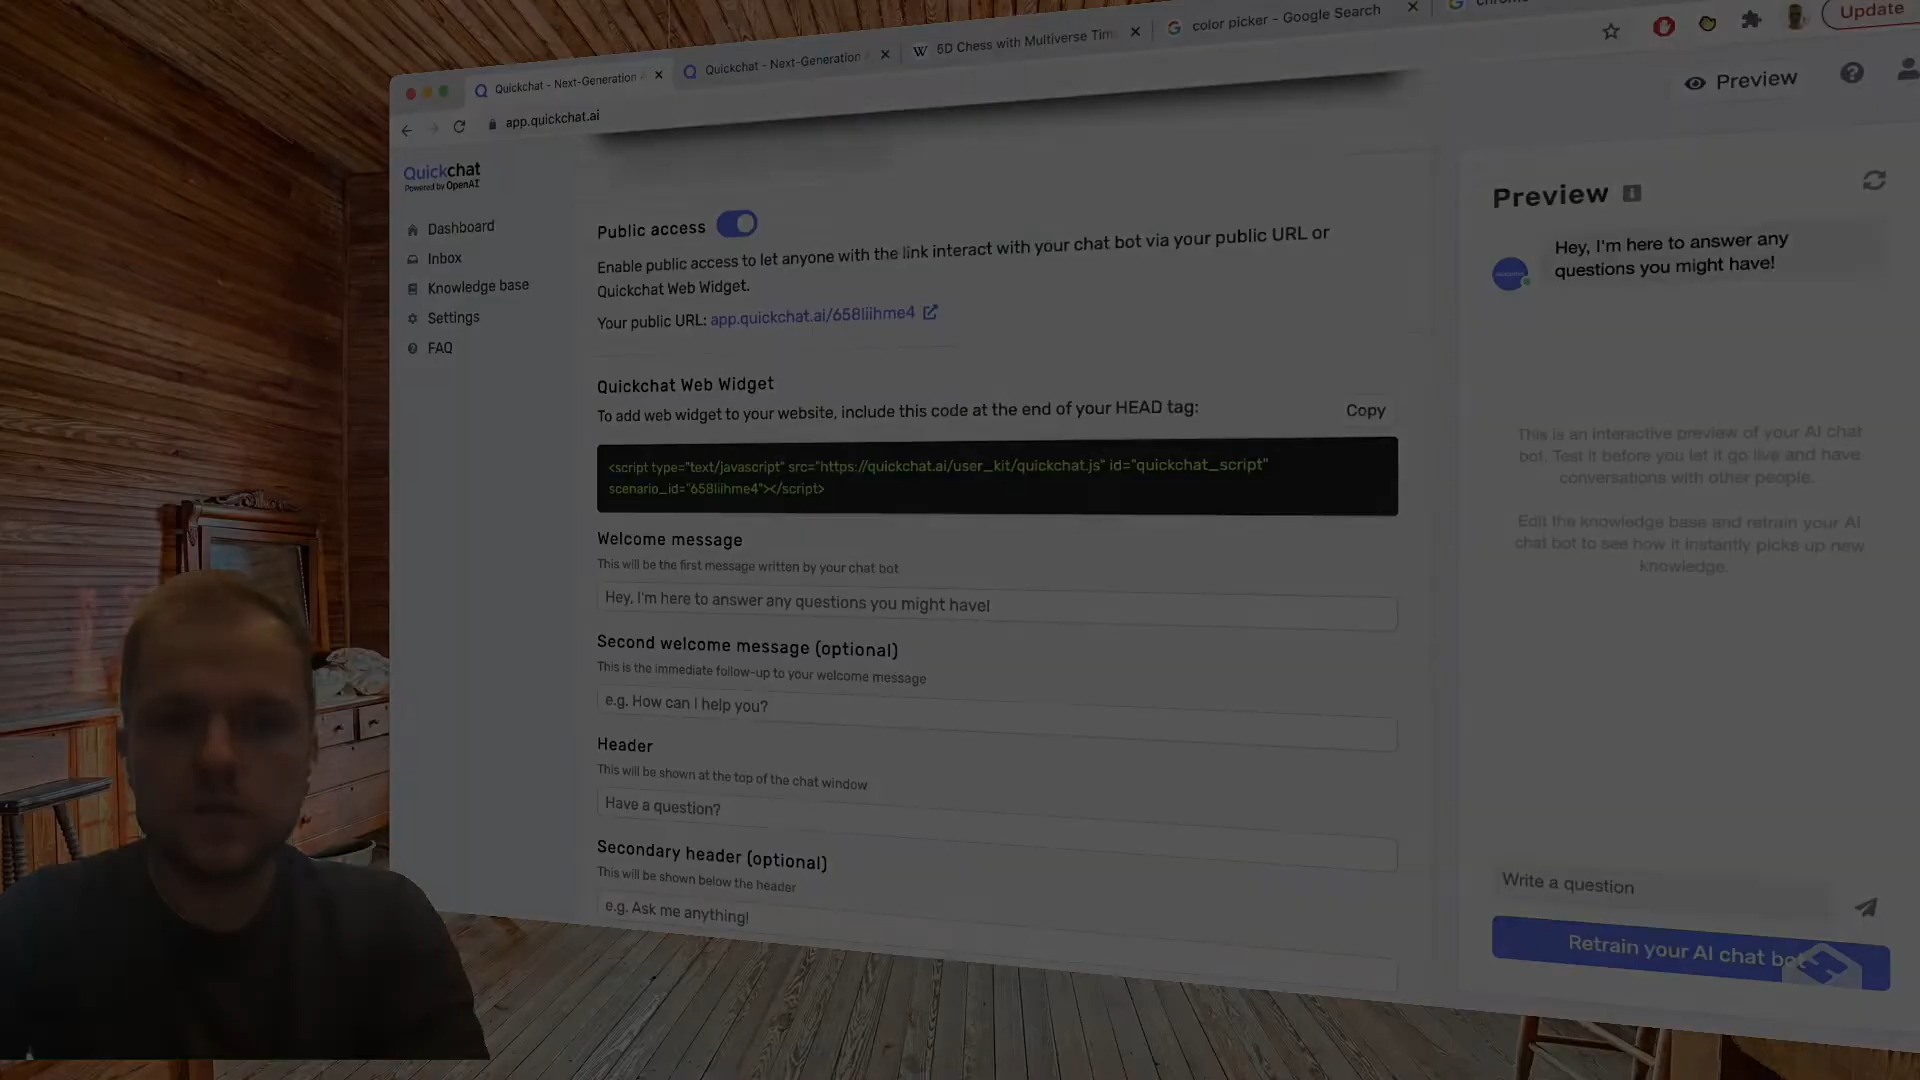 Quickchat - Next-Generation
Quickchat - Next-Generation
5D Chess with Multiverse Tim
color picker - Google Search
Update
app.quickchat.ai
Preview
Quickchat
Powered by OpenAI
Dashboard
Inbox
Knowledge base
Settings
FAQ
Public access
Enable public access to let anyone with the link interact with your chat bot via your public URL or
Quickchat Web Widget.
Your public URL: app.quickchat.ai/658liihme4
Quickchat Web Widget
To add web widget to your website, include this code at the end of your HEAD tag:
Copy
<script type="text/javascript" src="https://quickchat.ai/user_kit/quickchat.js" id="quickchat_script"
scenario_id="658liihme4"></script>
Welcome message
This will be the first message written by your chat bot
Hey, I'm here to answer any questions you might have!
Second welcome message (optional)
This is the immediate follow-up to your welcome message
e.g. How can I help you?
Header
This will be shown at the top of the chat window
Have a question?
Secondary header (optional)
This will be shown below the header
e.g. Ask me anything!
Preview
Hey, I'm here to answer any
questions you might have!
This is an interactive preview of your AI chat
bot. Test it before you let it go live and have
conversations with other people.
Edit the knowledge base and retrain your AI
chat bot to see how it instantly picks up new
knowledge.
Write a question
Retrain your AI chat bot